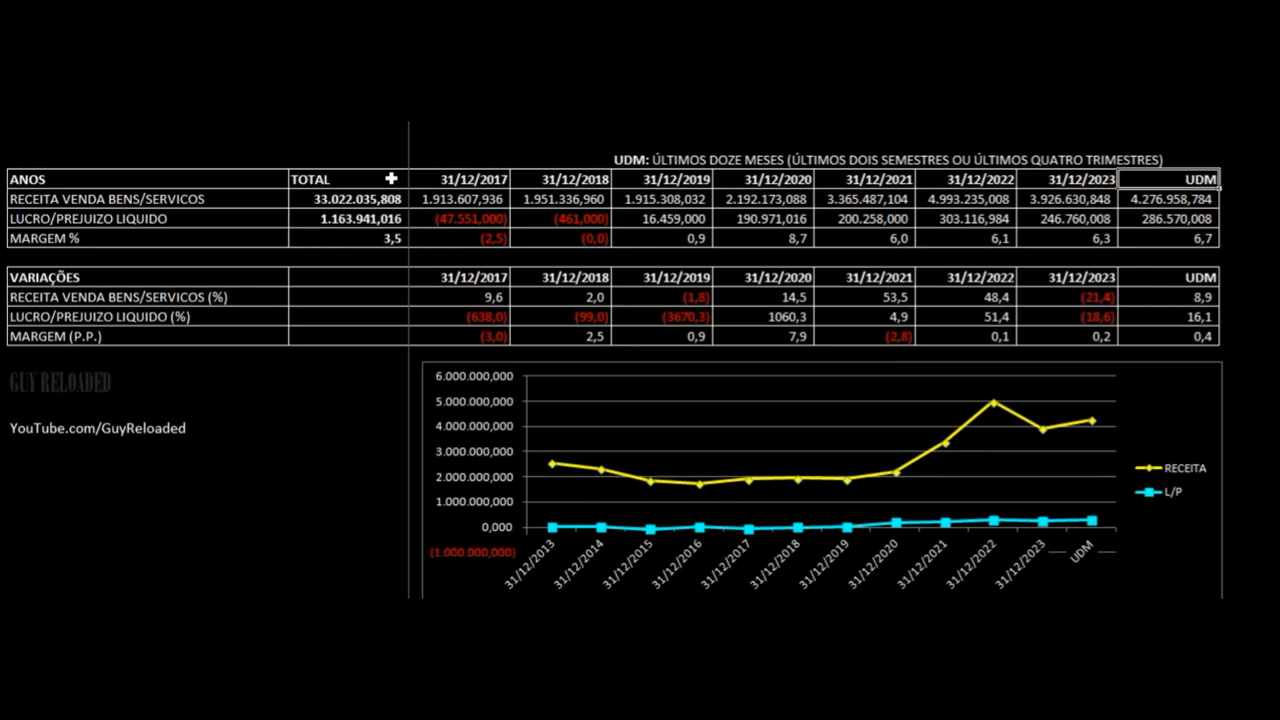 UDM: ÚLTIMOS DOZE MESES (ÚLTIMOS DOIS SEMESTRES OU ÚLTIMOS QUATRO TRIMESTRES)
ANOS TOTAL 31/12/2017 31/12/2018 31/12/2019 31/12/2020 31/12/2021 31/12/2022 31/12/2023 UDM
RECEITA VENDA BENS/SERVICOS 33.022.035,808 1.913.607,936 1.951.336,960 1.915.308,032 2.192.173,088 3.365.487,104 4.993.235,008 3.926.630,848 4.276.958,784
LUCRO/PREJUIZO LIQUIDO 1.163.941,016 (47.551,000) (461,000) 16.459,000 190.971,016 200.258,000 303.116,984 246.760,008 286.570,008
MARGEM % 3,5 (2,5) (0,0) 0,9 8,7 6,0 6,1 6,3 6,7
VARIAÇÕES 31/12/2017 31/12/2018 31/12/2019 31/12/2020 31/12/2021 31/12/2022 31/12/2023 UDM
RECEITA VENDA BENS/SERVICOS (%) 9,6 2,0 (1,8) 14,5 53,5 48,4 (21,4) 8,9
LUCRO/PREJUIZO LIQUIDO (%) (638,0) (99,0) (3670,3) 1060,3 4,9 51,4 (18,6) 16,1
MARGEM (P.P.) (3,0) 2,5 0,9 7,9 (2,8) 0,1 0,2 0,4
GUY RELOADED
YouTube.com/GuyReloaded
6.000.000,000
5.000.000,000
4.000.000,000
3.000.000,000
2.000.000,000
1.000.000,000
0,000
(1.000.000,000)
RECEITA
L/P
31/12/2013 31/12/2014 31/12/2015 31/12/2016 31/12/2017 31/12/2018 31/12/2019 31/12/2020 31/12/2021 31/12/2022 31/12/2023 UDM